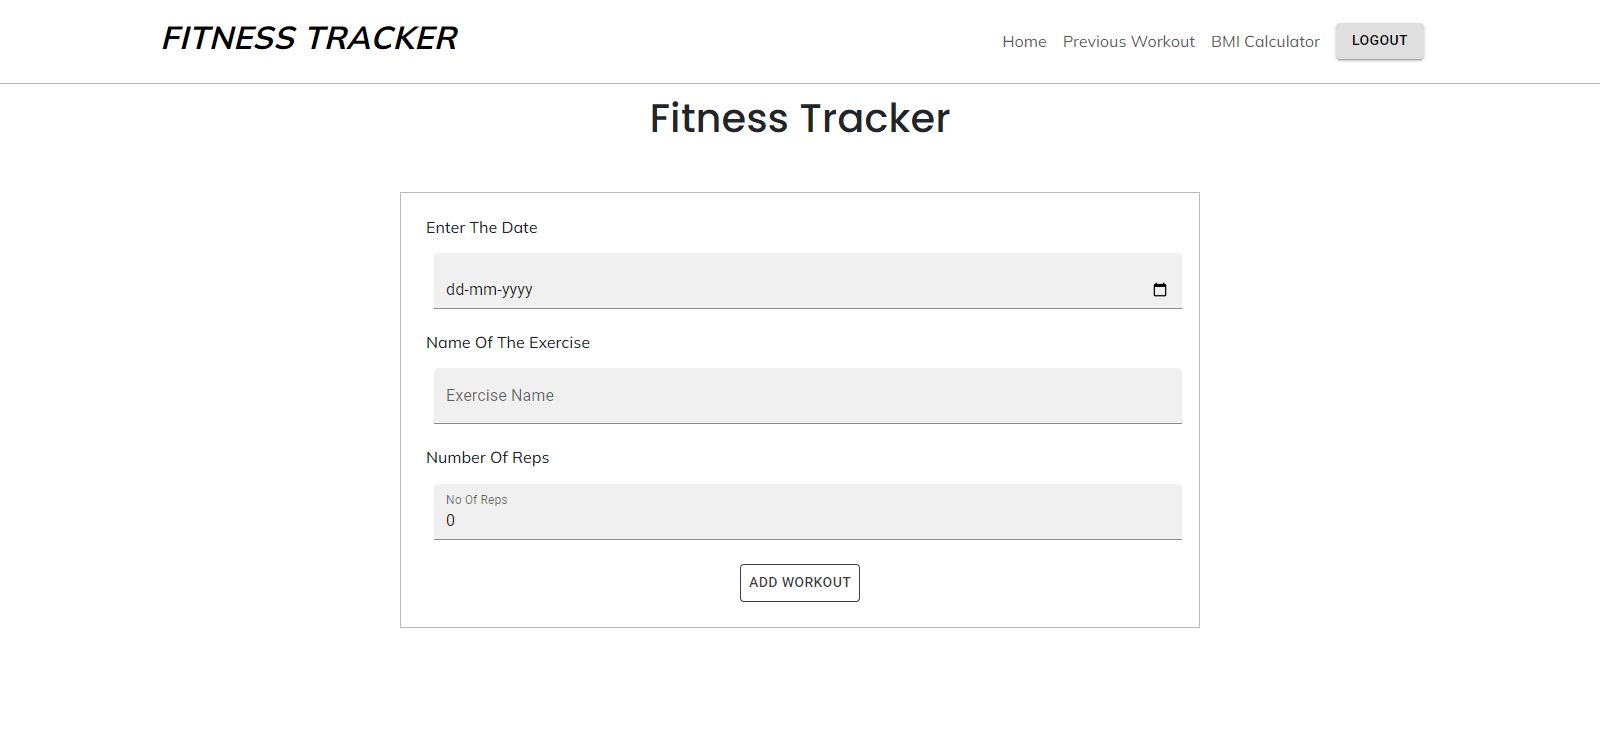 FITNESS TRACKER
Home Previous Workout BMI Calculator LOGOUT
Fitness Tracker
Enter The Date
dd-mm-yyyy
Name Of The Exercise
Exercise Name
Number Of Reps
No Of Reps
0
ADD WORKOUT